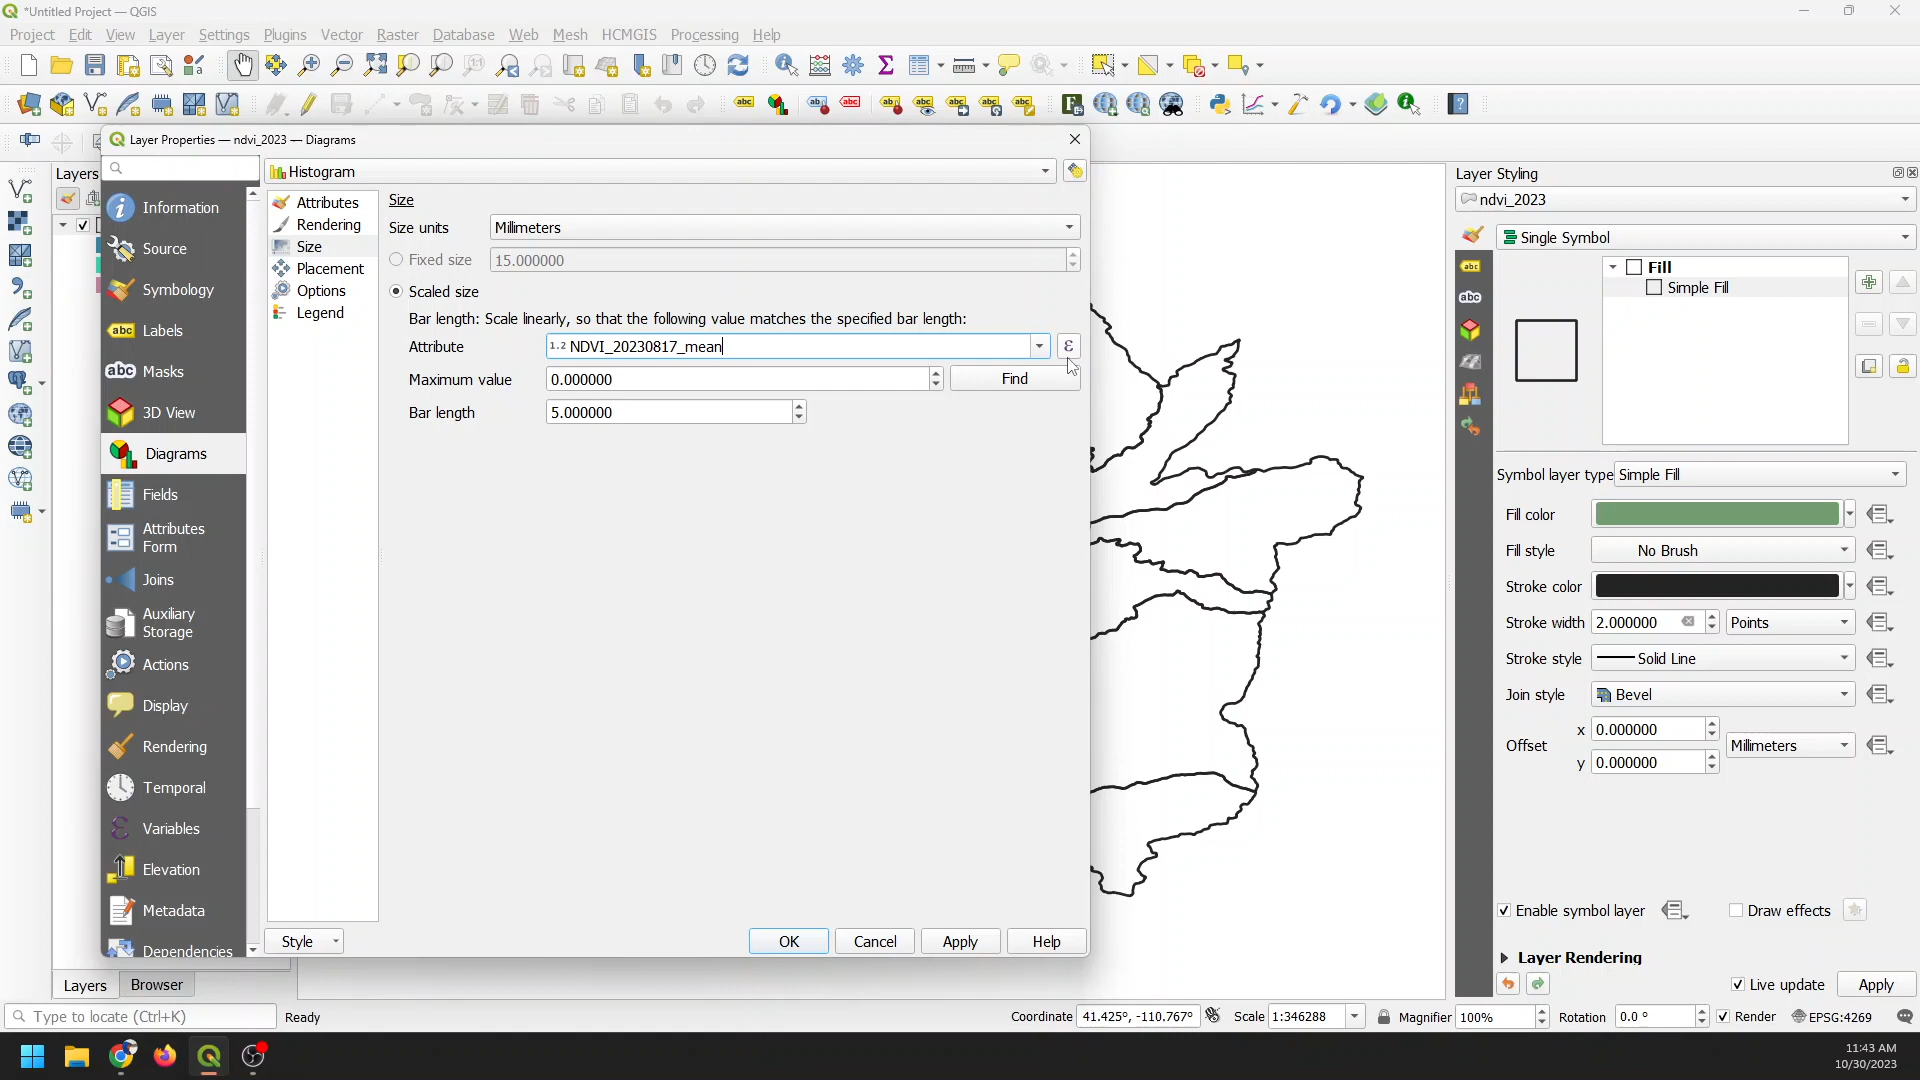 *Untitled Project — QGIS
Project Edit View Layer Settings Plugins Vector Raster Database Web Mesh HCMGIS Processing Help
Layer Properties — ndvi_2023 — Diagrams
Layers
Information
Source
Symbology
Labels
Masks
3D View
Diagrams
Fields
Attributes
Form
Joins
Auxiliary
Storage
Actions
Display
Rendering
Temporal
Variables
Elevation
Metadata
Dependencies
Histogram
Attributes
Rendering
Size
Placement
Options
Legend
Size
Size units Millimeters
Fixed size 15.000000
Scaled size
Bar length: Scale linearly, so that the following value matches the specified bar length:
Attribute 1.2 NDVI_20230817_mean ε
Maximum value 0.000000 Find
Bar length 5.000000
Style OK Cancel Apply Help
Layer Styling
ndvi_2023
Single Symbol
Fill
Simple Fill
Symbol layer type Simple Fill
Fill color
Fill style No Brush
Stroke color
Stroke width 2.000000 Points
Stroke style Solid Line
Join style Bevel
Offset x 0.000000 Millimeters
y 0.000000
Enable symbol layer Draw effects
Layer Rendering
Live update Apply
Layers Browser
Type to locate (Ctrl+K) Ready Coordinate 41.425°, -110.767° Scale 1:346288 Magnifier 100% Rotation 0.0 ° Render EPSG:4269
11:43 AM
10/30/2023